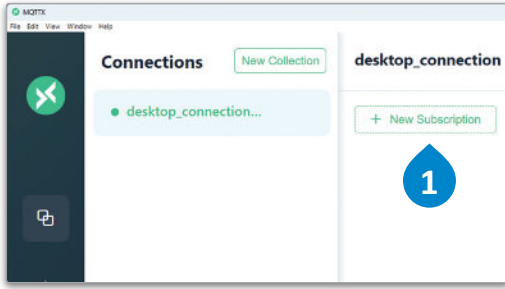 MQTTX
File Edit View Window Help
Connections
New Collection
desktop_connection
desktop_connection...
+ New Subscription
1